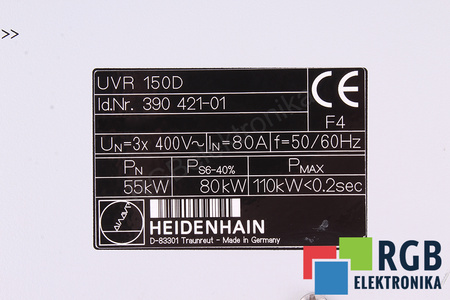 >>
UVR 150D
Id.Nr. 390 421-01
CE
F4
UN=3x 400V~ IN=80A f=50/60Hz
PN PS6-40% PMAX
55kW 80kW 110kW<0.2sec
HEIDENHAIN
D-83301 Traunreut - Made in Germany
RGB
ELEKTRONIKA